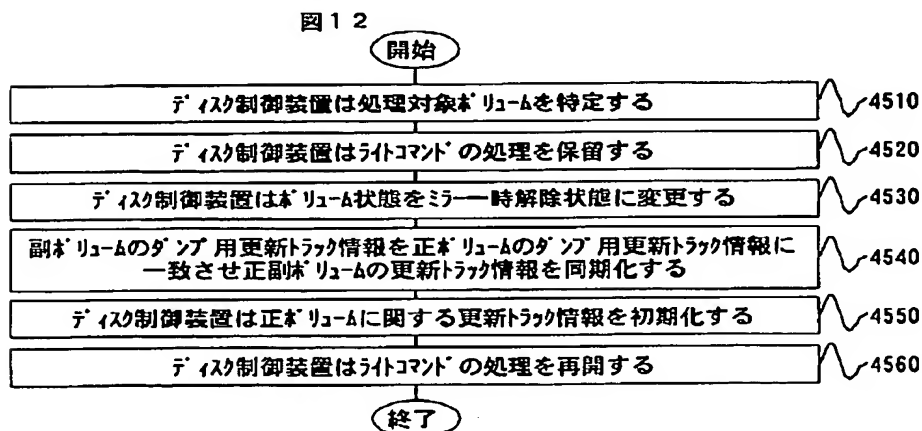 図12
開始
ディスク制御装置は処理対象ボリュームを特定する
4510
ディスク制御装置はライトコマンドの処理を保留する
4520
ディスク制御装置はボリューム状態をミラー一時解除状態に変更する
4530
副ボリュームのダンプ用更新トラック情報を正ボリュームのダンプ用更新トラック情報に
一致させ正副ボリュームの更新トラック情報を同期化する
4540
ディスク制御装置は正ボリュームに関する更新トラック情報を初期化する
4550
ディスク制御装置はライトコマンドの処理を再開する
4560
終了